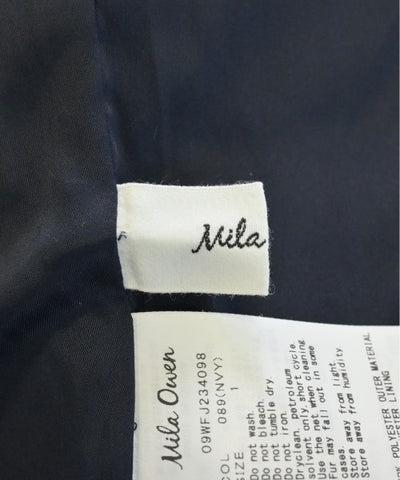 Mila
Mila Owen
09WFJ234098
COL 089(NVY)
SIZE 1
Do not wash.
Do not bleach.
Do not tumble dry.
Do not iron.
Dryclean, petroleum
solvent only, short cycle
Use the net when cleaning
Fur may fall out in some
cases.
Store away from light.
Store away from humidity
POLYESTER OUTER MATERIAL
LINING